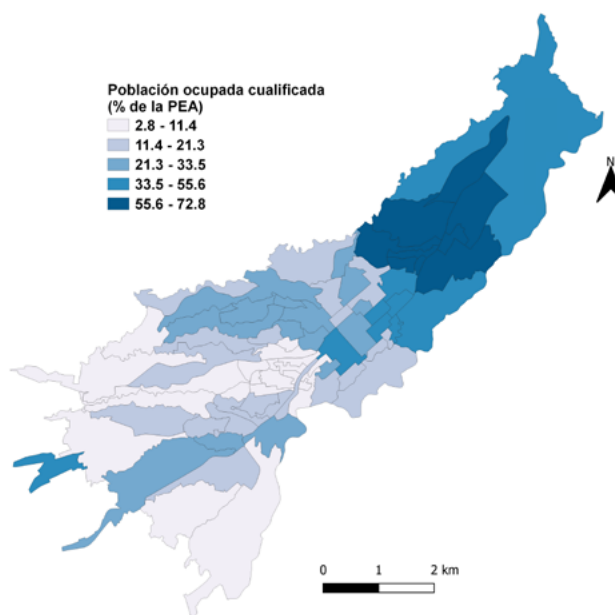 Población ocupada cualificada
(% de la PEA)
2.8 - 11.4
11.4 - 21.3
21.3 - 33.5
33.5 - 55.6
55.6 - 72.8
N
0 1 2 km